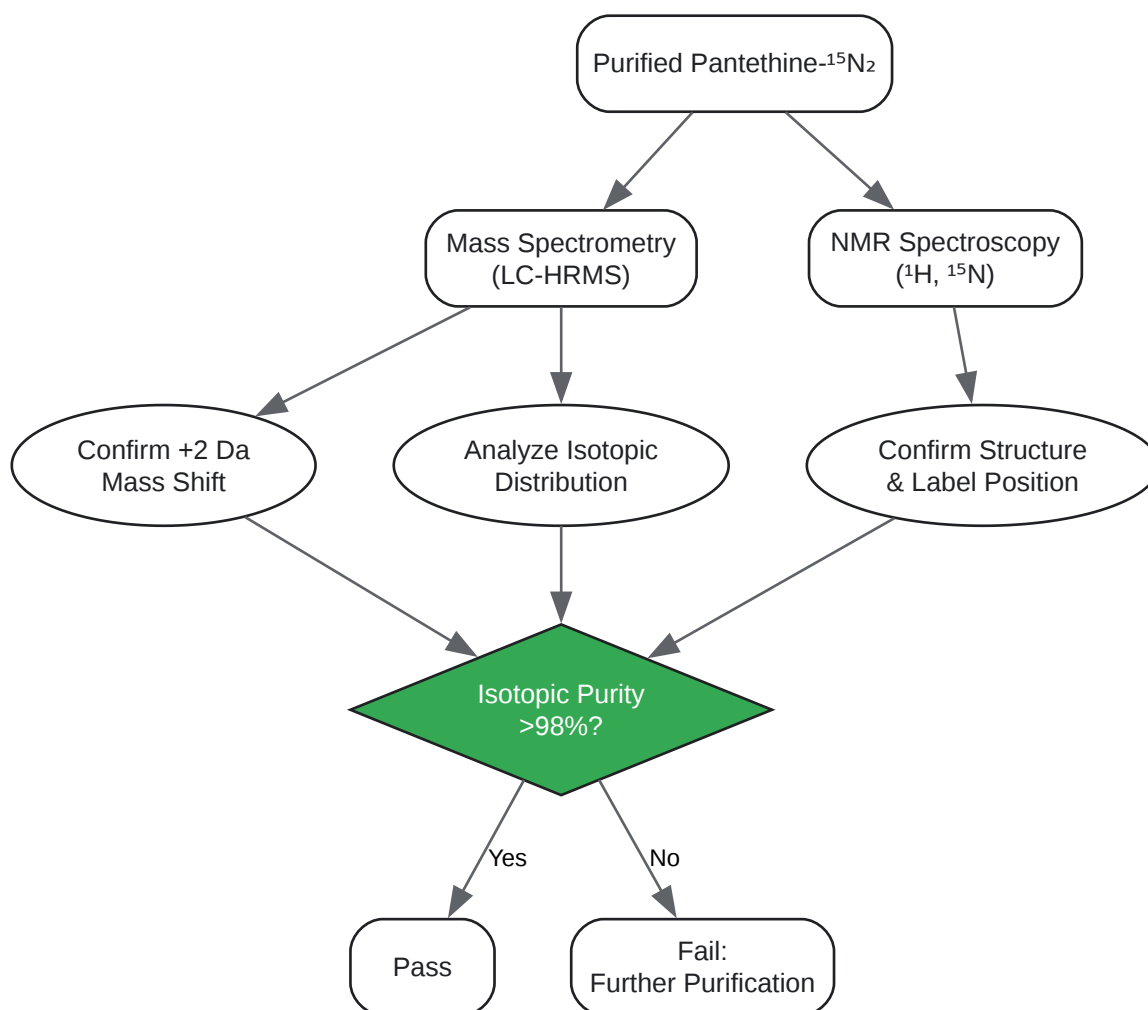 Purified Pantethine-¹⁵N₂
Mass Spectrometry
(LC-HRMS)
NMR Spectroscopy
(¹H, ¹⁵N)
Confirm +2 Da
Mass Shift
Analyze Isotopic
Distribution
Confirm Structure
& Label Position
Isotopic Purity
>98%?
Yes
No
Pass
Fail:
Further Purification